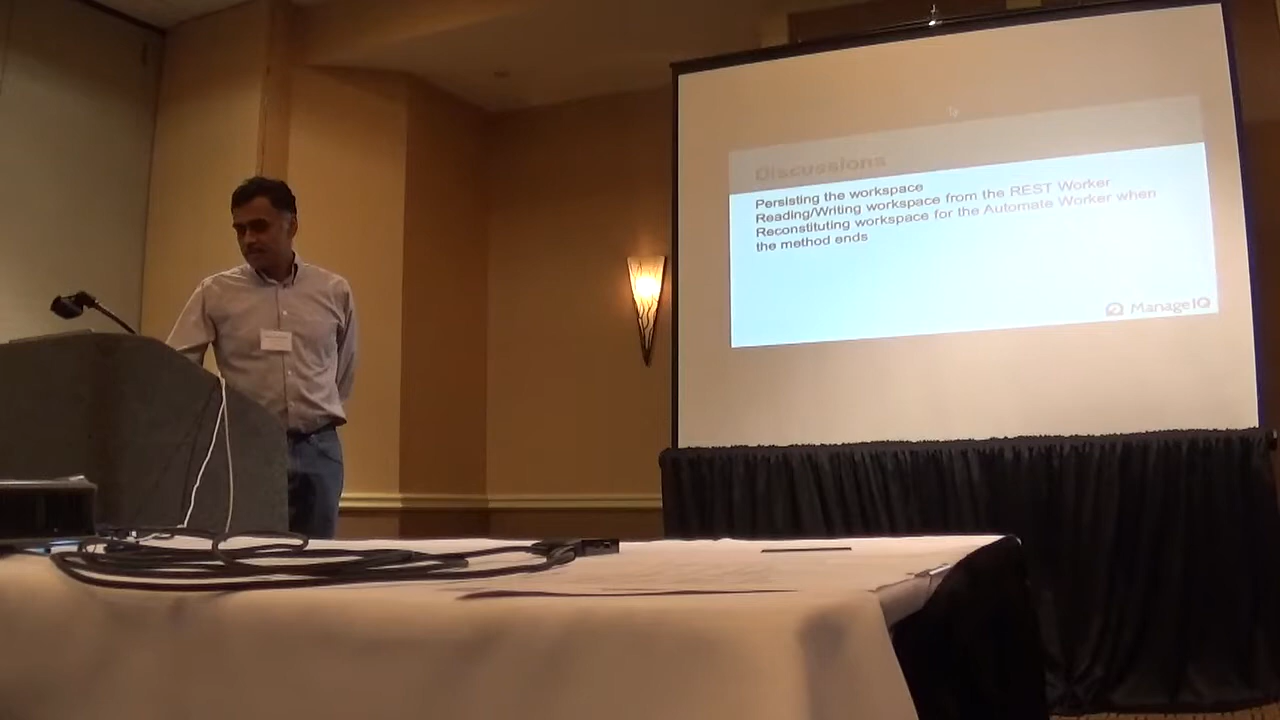 Discussions
Persisting the workspace
Reading/Writing workspace from the REST Worker
Reconstituting workspace for the Automate Worker when
the method ends
ManageIQ